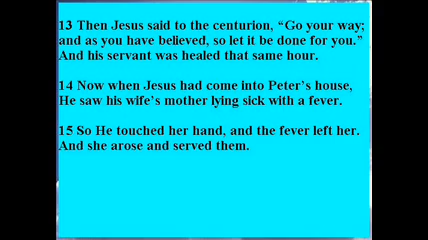 13 Then Jesus said to the centurion, “Go your way;
and as you have believed, so let it be done for you.”
And his servant was healed that same hour.
14 Now when Jesus had come into Peter’s house,
He saw his wife’s mother lying sick with a fever.
15 So He touched her hand, and the fever left her.
And she arose and served them.